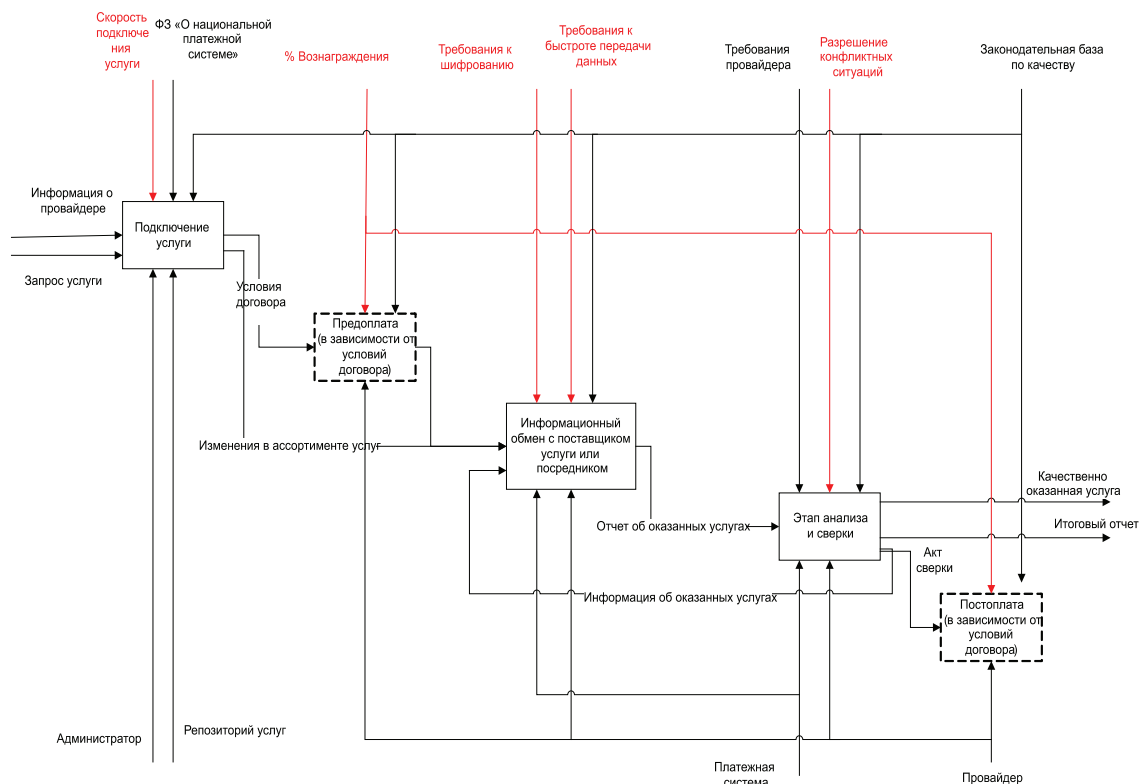 Скорость
подключе
ния
услуги
ФЗ «О национальной
платежной
системе»
% Вознаграждения
Требования к
шифрованию
Требования к
быстроте передачи
данных
Требования
провайдера
Разрешение
конфликтных
ситуаций
Законодательная база
по качеству
Информация о
провайдере
Подключение
услуги
Запрос услуги
Условия
договора
Предоплата
(в зависимости от
условий
договора)
Информационный
обмен с поставщиком
услуги или
посредником
Изменения в ассортименте услуг
Качественно
оказанная услуга
Отчет об оказанных услугах
Этап анализа
и сверки
Итоговый отчет
Акт
сверки
Информация об оказанных услугах
Постоплата
(в зависимости от
условий
договора)
Администратор
Репозиторий услуг
Платежная
система
Провайдер